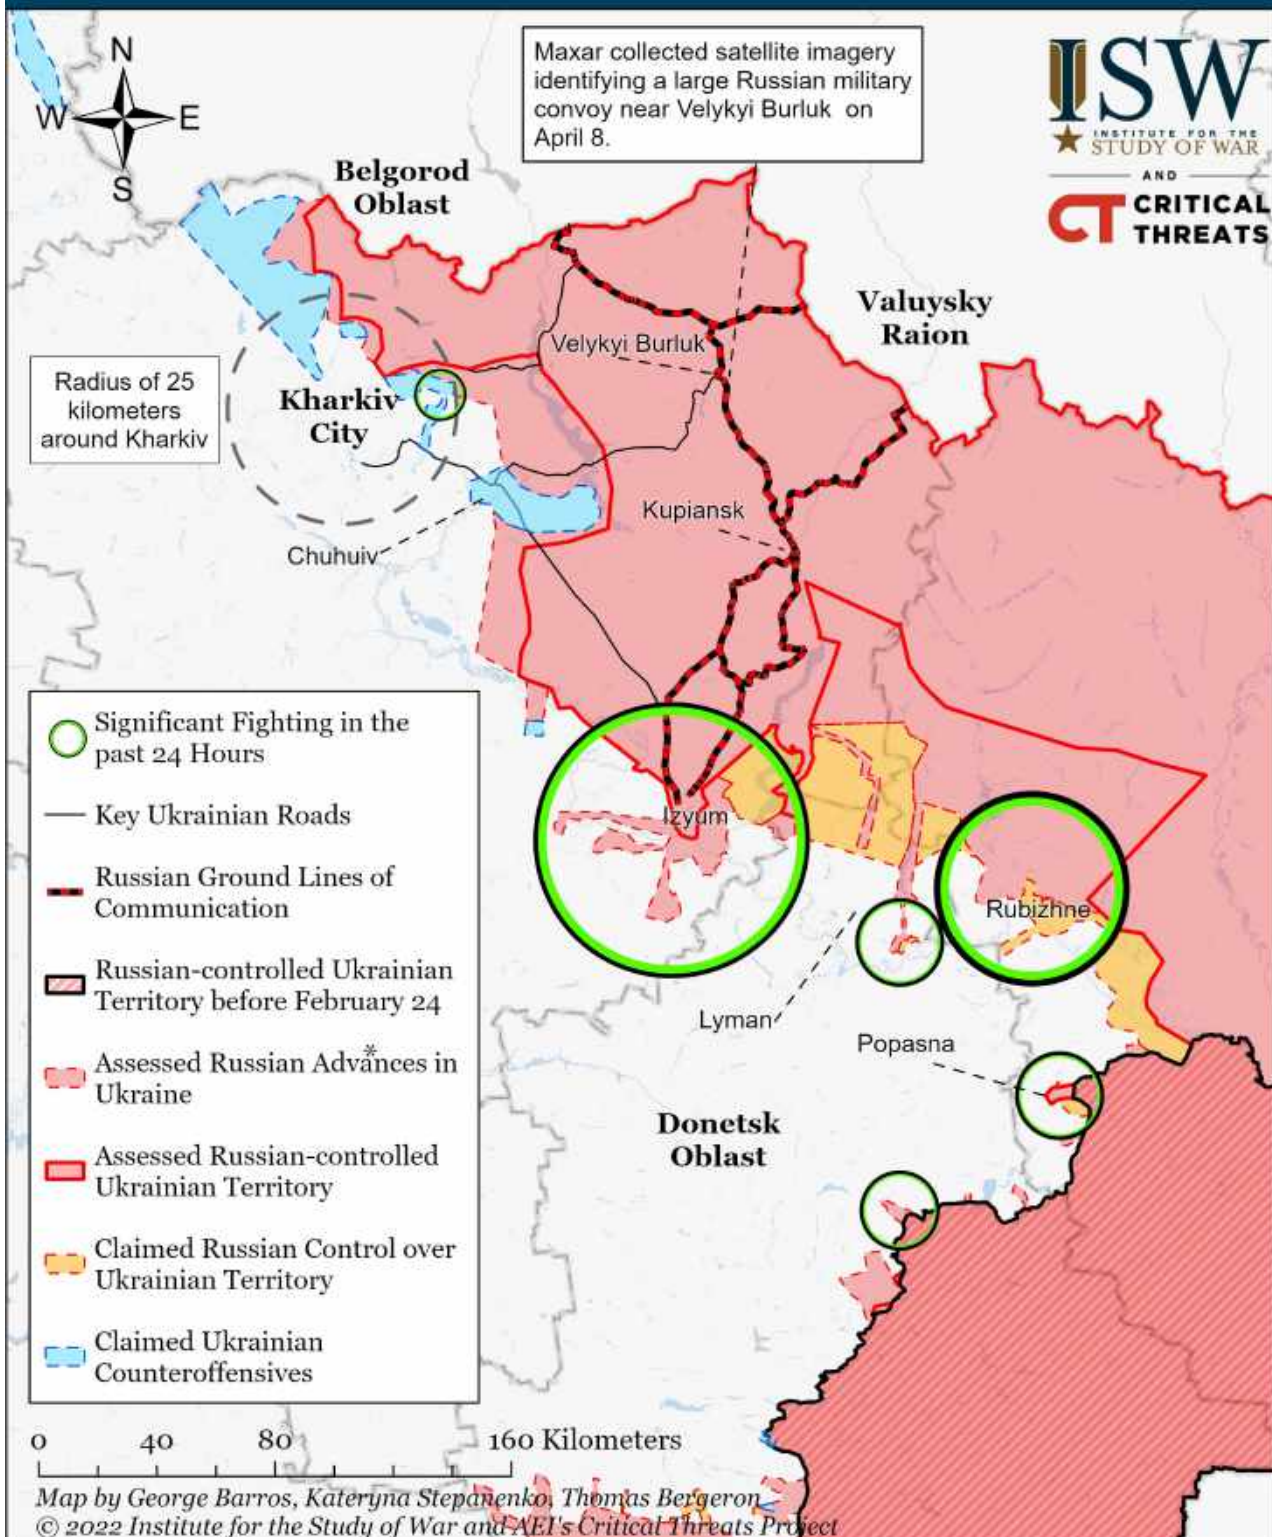 N
W
E
S
Maxar collected satellite imagery
identifying a large Russian military
convoy near Velykyi Burluk on
April 8.
ISW
INSTITUTE FOR THE
STUDY OF WAR
AND
CT CRITICAL
THREATS
Belgorod
Oblast
Valuysky
Raion
Velykyi Burluk
Radius of 25
kilometers
around Kharkiv
Kharkiv
City
Kupiansk
Chuhuiv
Izyum
Rubizhne
Lyman
Popasna
Donetsk
Oblast
Significant Fighting in the
past 24 Hours
Key Ukrainian Roads
Russian Ground Lines of
Communication
Russian-controlled Ukrainian
Territory before February 24
Assessed Russian Advances* in
Ukraine
Assessed Russian-controlled
Ukrainian Territory
Claimed Russian Control over
Ukrainian Territory
Claimed Ukrainian
Counteroffensives
0 40 80 160 Kilometers
Map by George Barros, Kateryna Stepanenko, Thomas Bergeron
© 2022 Institute for the Study of War and AEI's Critical Threats Project